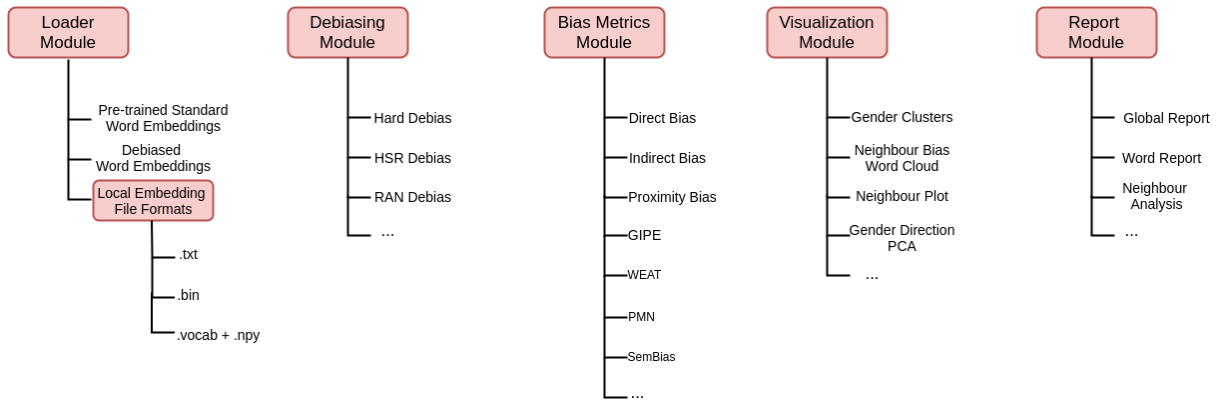 Loader
Module
Pre-trained Standard
Word Embeddings
Debiased
Word Embeddings
Local Embedding
File Formats
.txt
.bin
.vocab + .npy
Debiasing
Module
Hard Debias
HSR Debias
RAN Debias
...
Bias Metrics
Module
Direct Bias
Indirect Bias
Proximity Bias
GIPE
WEAT
PMN
SemBias
...
Visualization
Module
Gender Clusters
Neighbour Bias
Word Cloud
Neighbour Plot
Gender Direction
PCA
...
Report
Module
Global Report
Word Report
Neighbour
Analysis
...